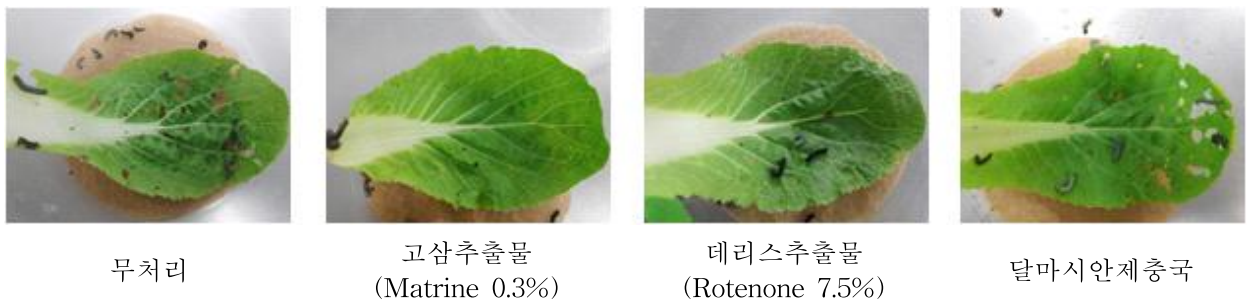 무처리
고삼추출물
(Matrine 0.3%)
데리스추출물
(Rotenone 7.5%)
달마시안제충국